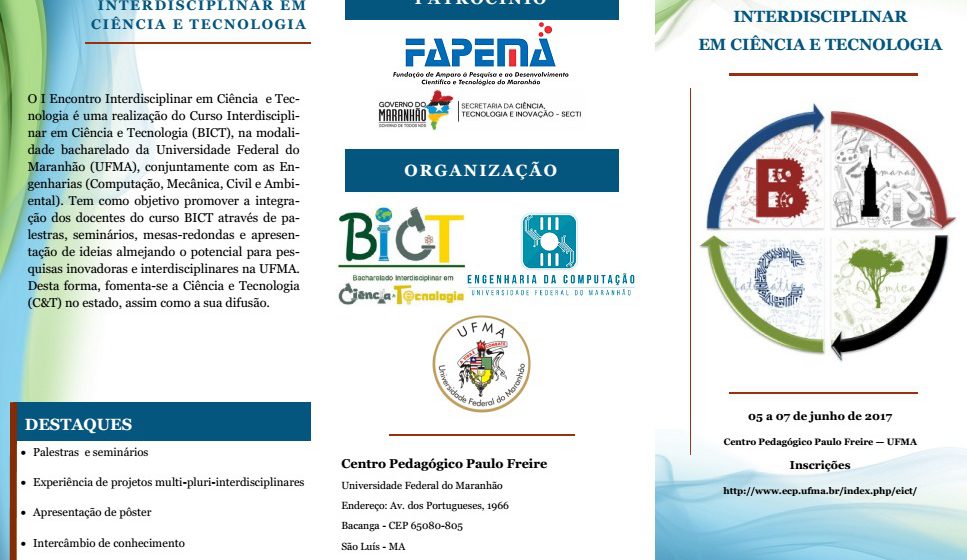 INTERDISCIPLINAR EM
CIÊNCIA E TECNOLOGIA
O I Encontro Interdisciplinar em Ciência e Tec-
nologia é uma realização do Curso Interdiscipli-
nar em Ciência e Tecnologia (BICT), na modali-
dade bacharelado da Universidade Federal do
Maranhão (UFMA), conjuntamente com as En-
genharias (Computação, Mecânica, Civil e Ambi-
ental). Tem como objetivo promover a integra-
ção dos docentes do curso BICT através de pa-
lestras, seminários, mesas-redondas e apresen-
tação de ideias almejando o potencial para pes-
quisas inovadoras e interdisciplinares na UFMA.
Desta forma, fomenta-se a Ciência e Tecnologia
(C&T) no estado, assim como a sua difusão.
DESTAQUES
• Palestras e seminários
• Experiência de projetos multi-pluri-interdisciplinares
• Apresentação de pôster
• Intercâmbio de conhecimento
PATROCÍNIO
FAPEMA
Fundação de Amparo à Pesquisa e ao Desenvolvimento
Científico e Tecnológico do Maranhão
GOVERNO DO
MARANHÃO
GOVERNO DE TODOS NÓS
SECRETARIA DA CIÊNCIA,
TECNOLOGIA E INOVAÇÃO - SECTI
ORGANIZAÇÃO
BICT
Bacharelado Interdisciplinar em
Ciência & Tecnologia
ENGENHARIA DA COMPUTAÇÃO
UNIVERSIDADE FEDERAL DO MARANHÃO
UFMA
Universidade Federal do Maranhão
Centro Pedagógico Paulo Freire
Universidade Federal do Maranhão
Endereço: Av. dos Portugueses, 1966
Bacanga - CEP 65080-805
São Luís - MA
INTERDISCIPLINAR
EM CIÊNCIA E TECNOLOGIA
B I
C
Química
05 a 07 de junho de 2017
Centro Pedagógico Paulo Freire — UFMA
Inscrições
http://www.ecp.ufma.br/index.php/eict/